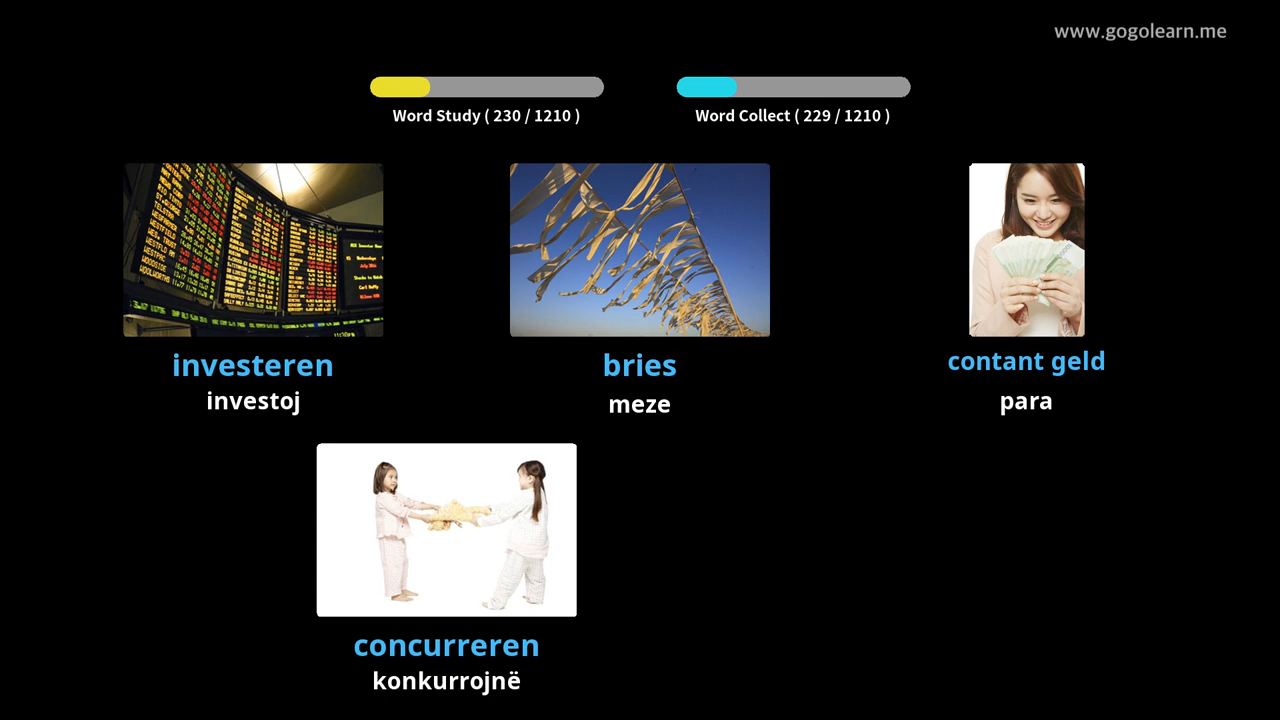 www.gogolearn.me
Word Study ( 230 / 1210 )
Word Collect ( 229 / 1210 )
investeren
investoj
bries
meze
contant geld
para
concurreren
konkurrojnë